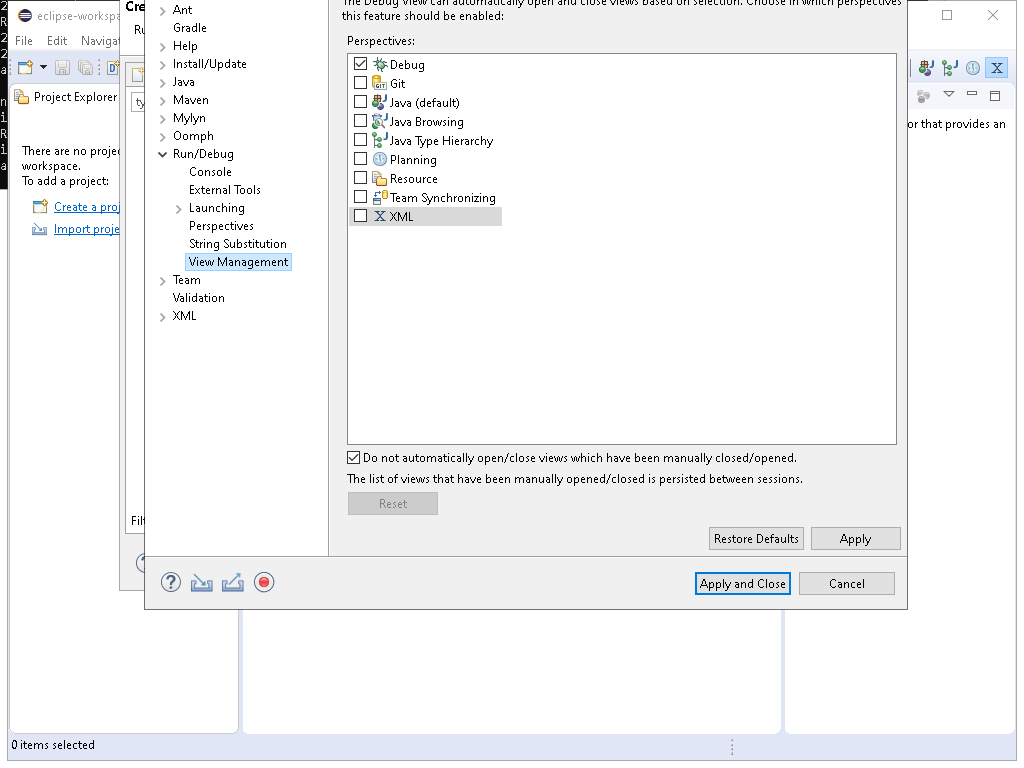 eclipse-workspa
File
Edit
Navigat
Project Explorer
There are no projec
workspace.
To add a project:
Create a proj
Import proje
0 items selected
Cre
Ru
ty
Filt
Ant
Gradle
Help
Install/Update
Java
Maven
Mylyn
Oomph
Run/Debug
Console
External Tools
Launching
Perspectives
String Substitution
View Management
Team
Validation
XML
The Debug View can automatically open and close views based on selection. Choose in which perspectives
this feature should be enabled:
Perspectives:
Debug
Git
Java (default)
Java Browsing
Java Type Hierarchy
Planning
Resource
Team Synchronizing
XML
Do not automatically open/close views which have been manually closed/opened.
The list of views that have been manually opened/closed is persisted between sessions.
Reset
Restore Defaults
Apply
Apply and Close
Cancel
or that provides an